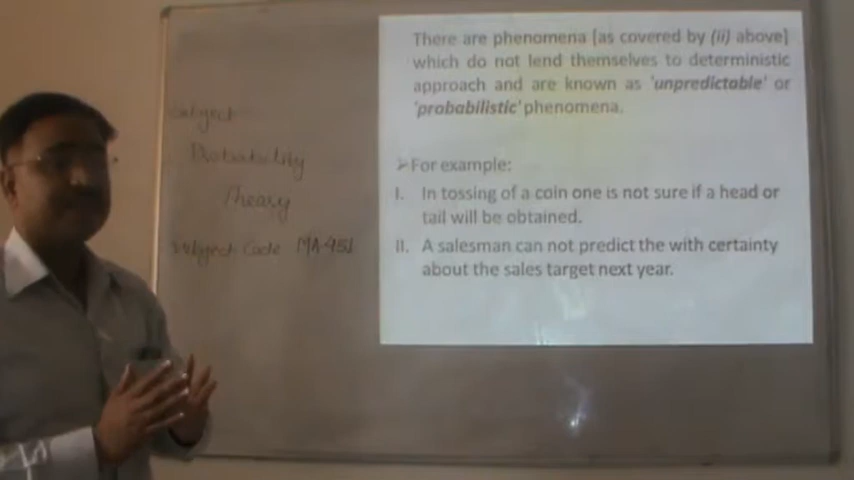 Subject
Probability
Theory
Subject Code MA-451
There are phenomena [as covered by (ii) above]
which do not lend themselves to deterministic
approach and are known as 'unpredictable' or
'probabilistic' phenomena.
➢For example:
I. In tossing of a coin one is not sure if a head or
tail will be obtained.
II. A salesman can not predict the with certainty
about the sales target next year.